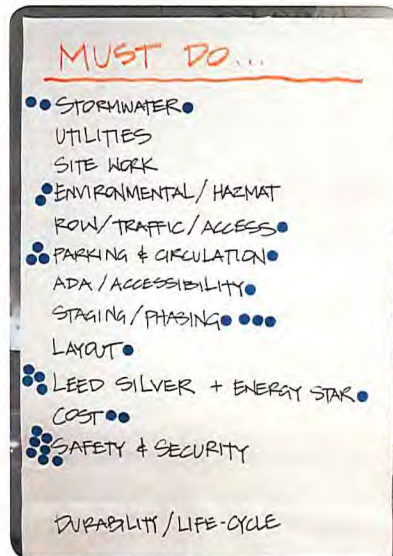 MUST DO...
STORMWATER
UTILITIES
SITE WORK
ENVIRONMENTAL/HAZMAT
ROW/TRAFFIC/ACCESS
PARKING & CIRCULATION
ADA/ACCESSIBILITY
STAGING/PHASING
LAYOUT
LEED SILVER + ENERGY STAR
COST
SAFETY & SECURITY
DURABILITY/LIFE-CYCLE